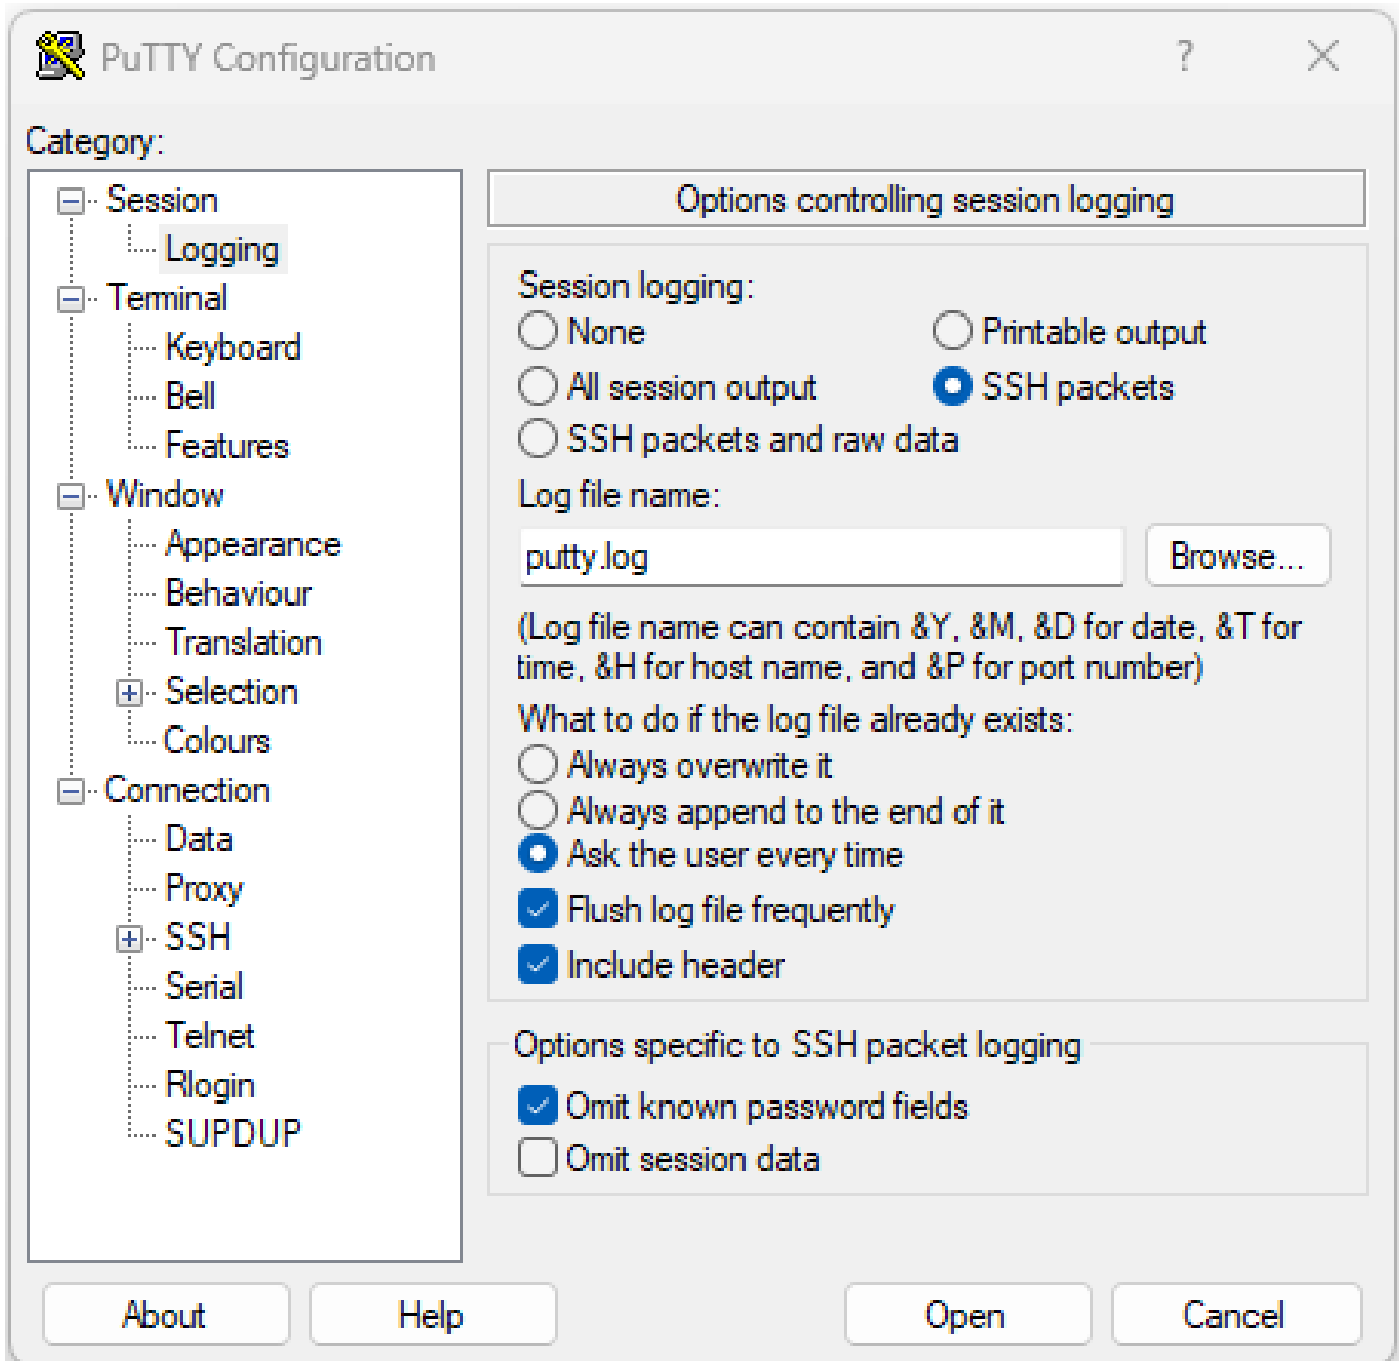 PuTTY Configuration
?
Category:
Session
Logging
Terminal
Keyboard
Bell
Features
Window
Appearance
Behaviour
Translation
Selection
Colours
Connection
Data
Proxy
SSH
Serial
Telnet
Rlogin
SUPDUP
Options controlling session logging
Session logging:
None
Printable output
All session output
SSH packets
SSH packets and raw data
Log file name:
putty.log
Browse...
(Log file name can contain &Y, &M, &D for date, &T for
time, &H for host name, and &P for port number)
What to do if the log file already exists:
Always overwrite it
Always append to the end of it
Ask the user every time
Flush log file frequently
Include header
Options specific to SSH packet logging
Omit known password fields
Omit session data
About
Help
Open
Cancel